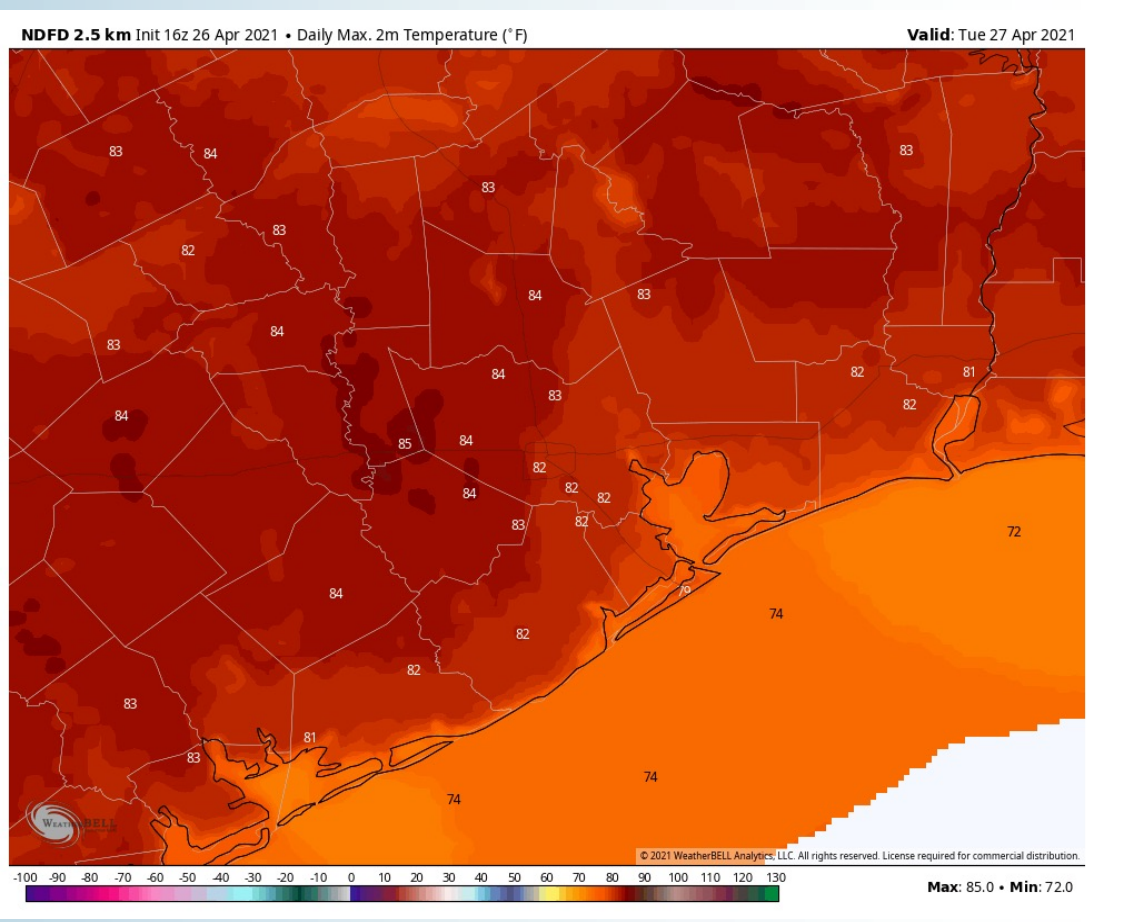 NDFD 2.5 km Init 16z 26 Apr 2021 • Daily Max. 2m Temperature (°F) Valid: Tue 27 Apr 2021
83 84 83
83
83
82
84 83
84
83
84 82 81
83
84 82
85 84
82
84 82 82
83 82
72
84 79
74
82
82
83
81
83
74
74
WEATHERBELL
© 2021 WeatherBELL Analytics, LLC. All rights reserved. License required for commercial distribution.
-100 -90 -80 -70 -60 -50 -40 -30 -20 -10 0 10 20 30 40 50 60 70 80 90 100 110 120 130
Max: 85.0 • Min: 72.0